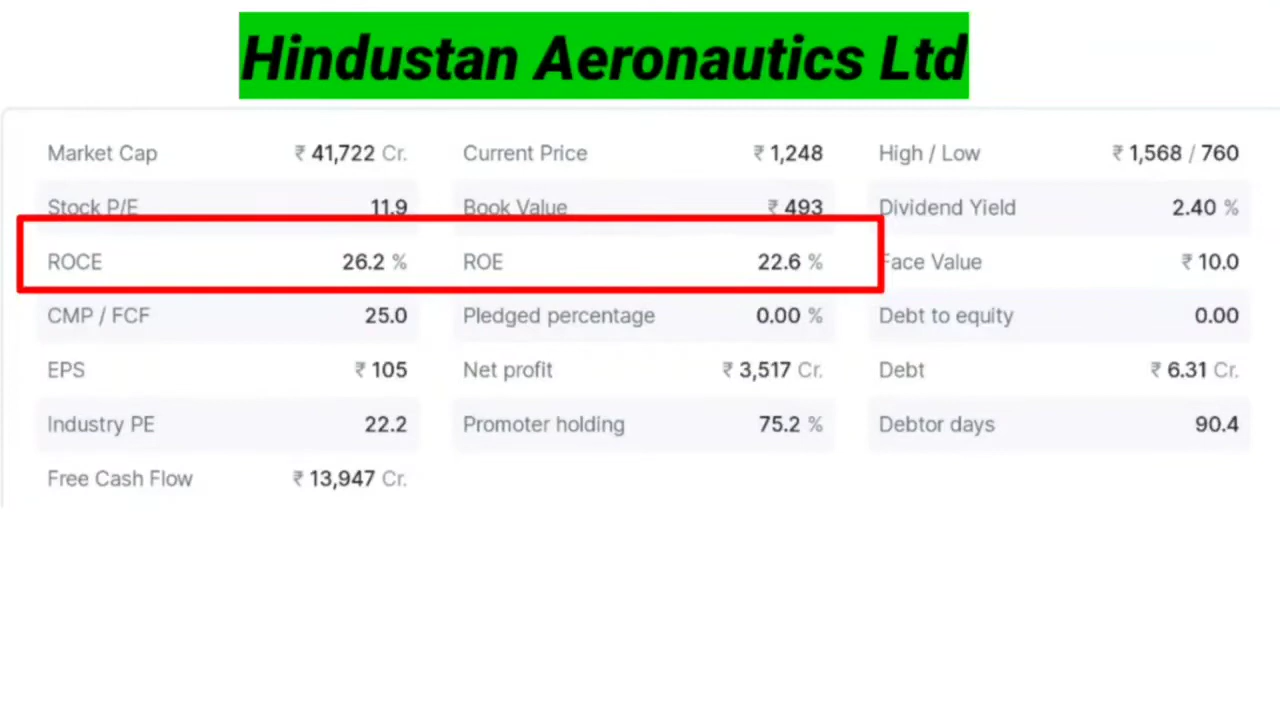 Hindustan Aeronautics Ltd
Market Cap ₹ 41,722 Cr. Current Price ₹ 1,248 High / Low ₹ 1,568 / 760
Stock P/E 11.9 Book Value ₹ 493 Dividend Yield 2.40 %
ROCE 26.2 % ROE 22.6 % Face Value ₹ 10.0
CMP / FCF 25.0 Pledged percentage 0.00 % Debt to equity 0.00
EPS ₹ 105 Net profit ₹ 3,517 Cr. Debt ₹ 6.31 Cr.
Industry PE 22.2 Promoter holding 75.2 % Debtor days 90.4
Free Cash Flow ₹ 13,947 Cr.